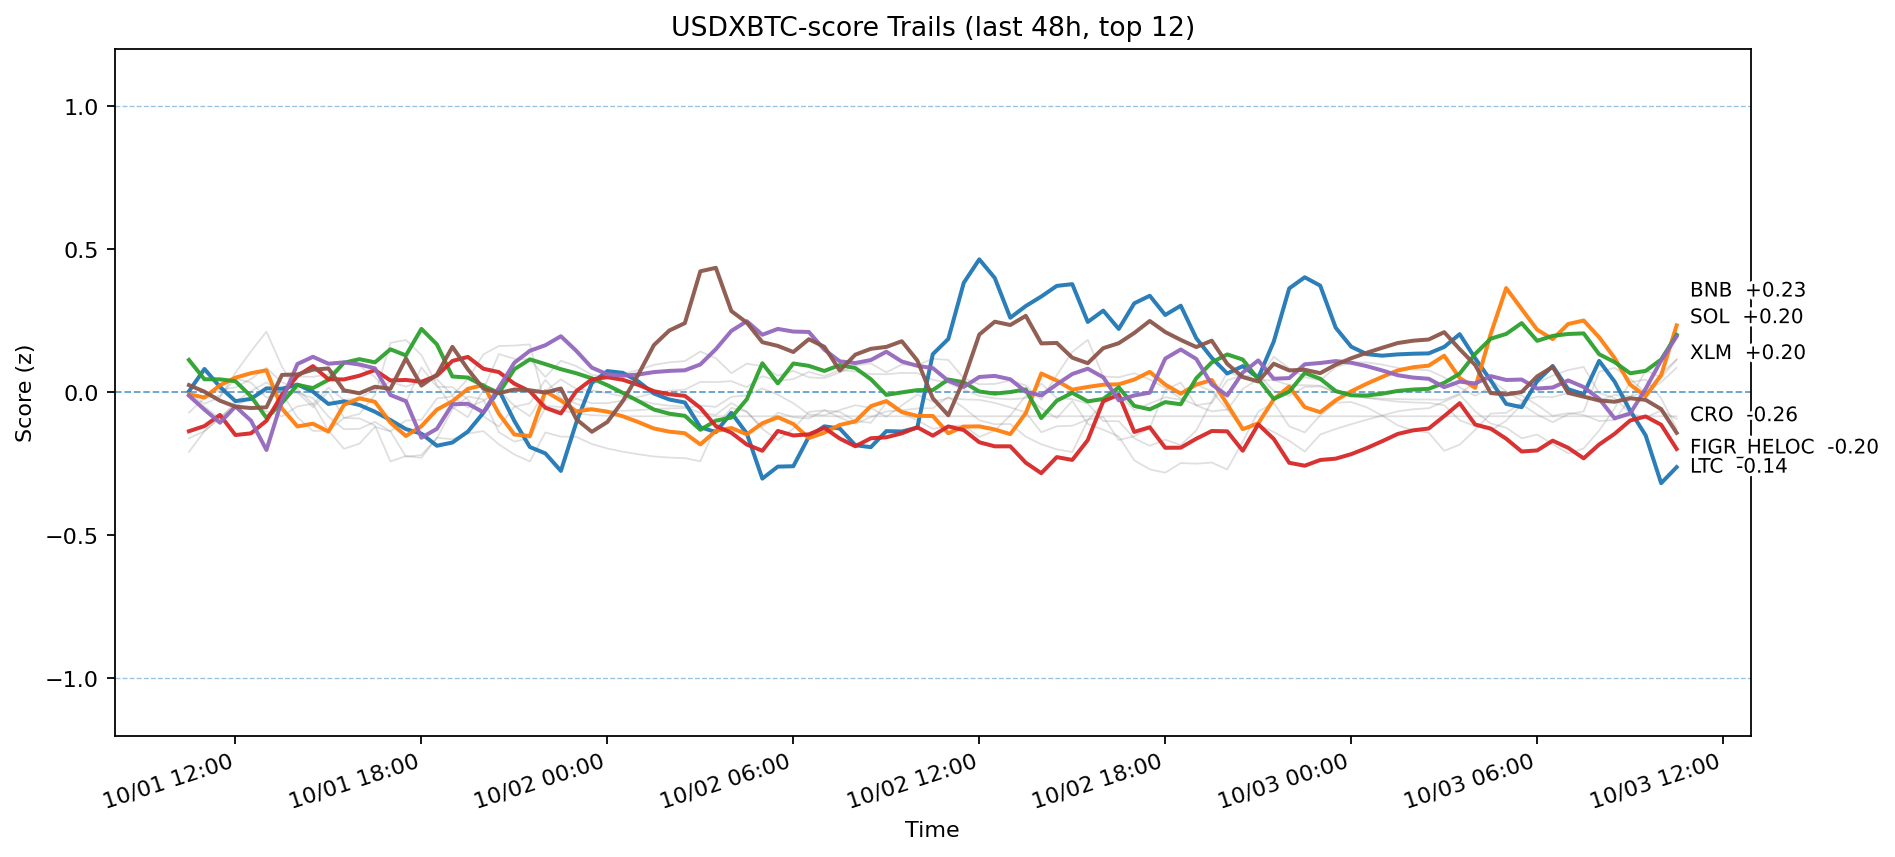 USDXBTC-score Trails (last 48h, top 12)
Score (z)
1.0
0.5
0.0
−0.5
−1.0
BNB +0.23
SOL +0.20
XLM +0.20
CRO -0.26
FIGR_HELOC -0.20
LTC -0.14
10/01 12:00
10/01 18:00
10/02 00:00
10/02 06:00
10/02 12:00
10/02 18:00
10/03 00:00
10/03 06:00
10/03 12:00
Time